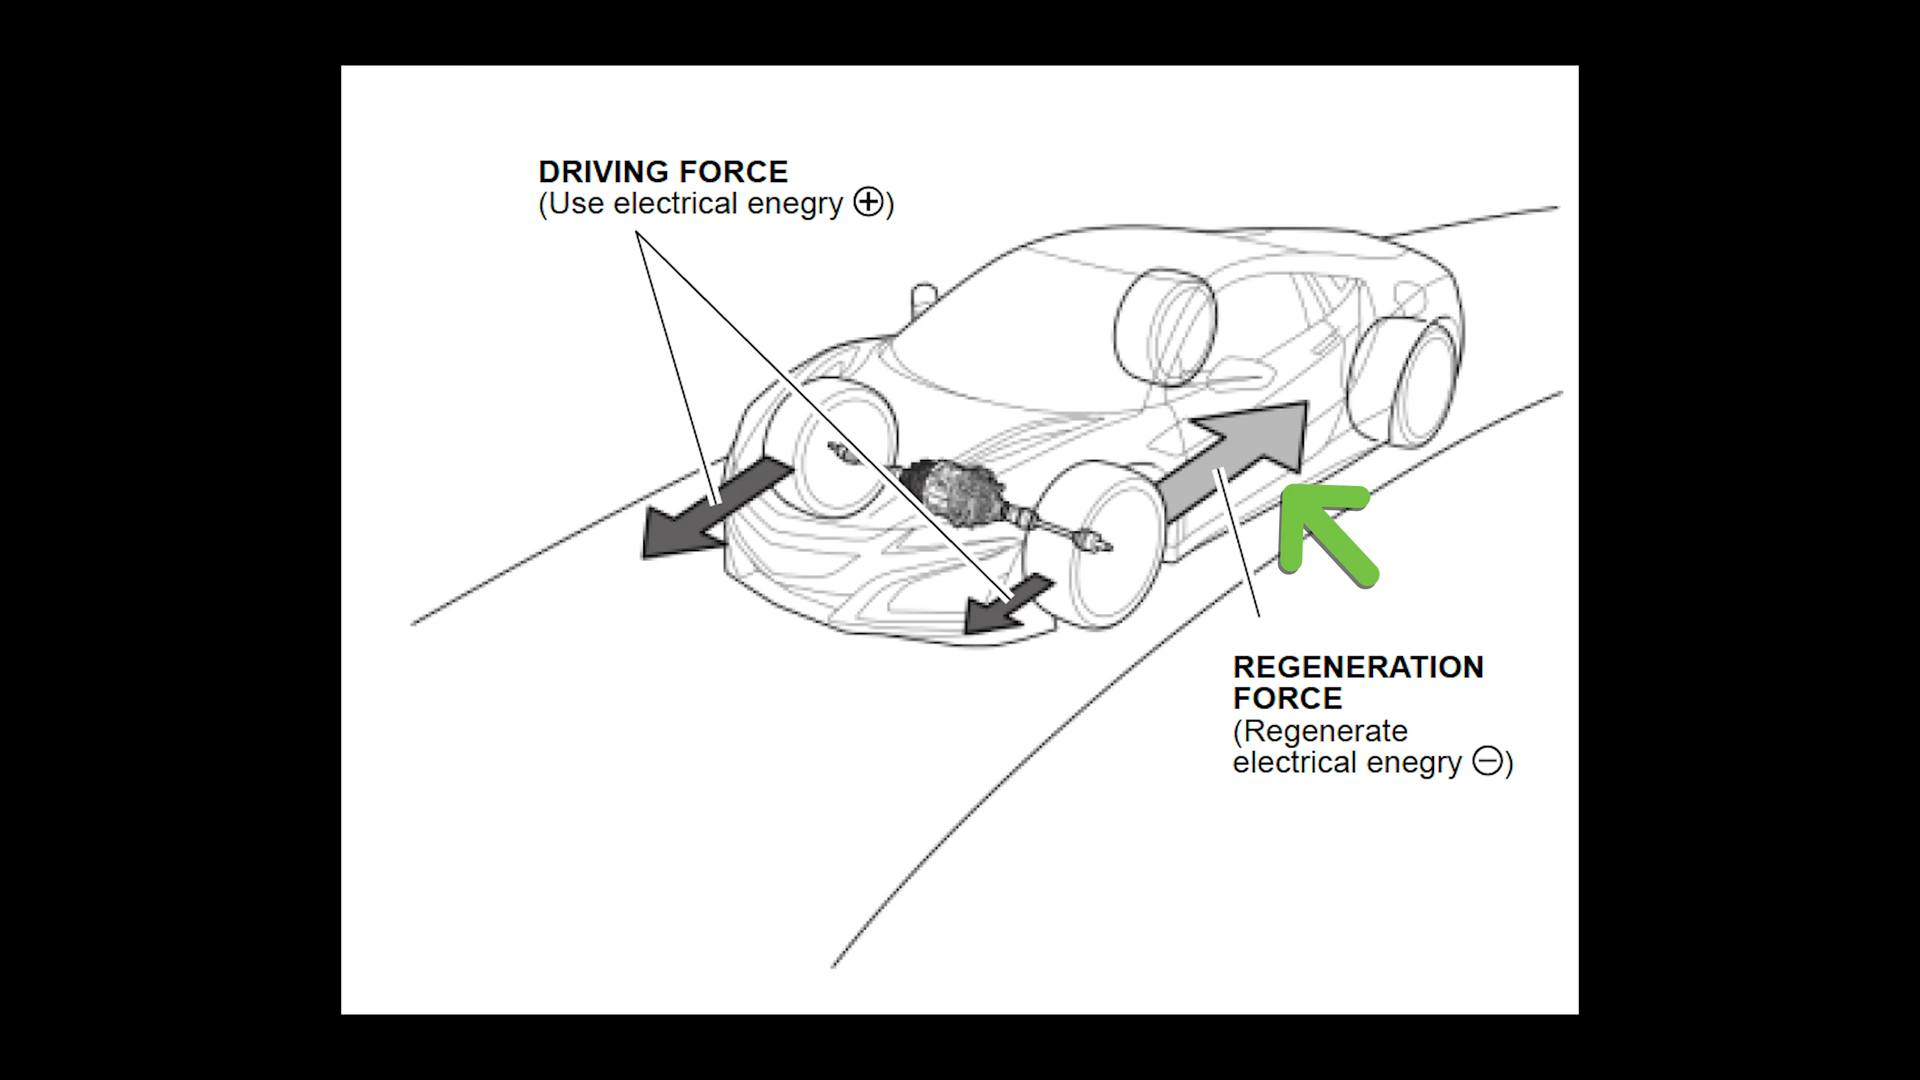 DRIVING FORCE
(Use electrical enegry ⊕)
REGENERATION
FORCE
(Regenerate
electrical enegry ⊖)